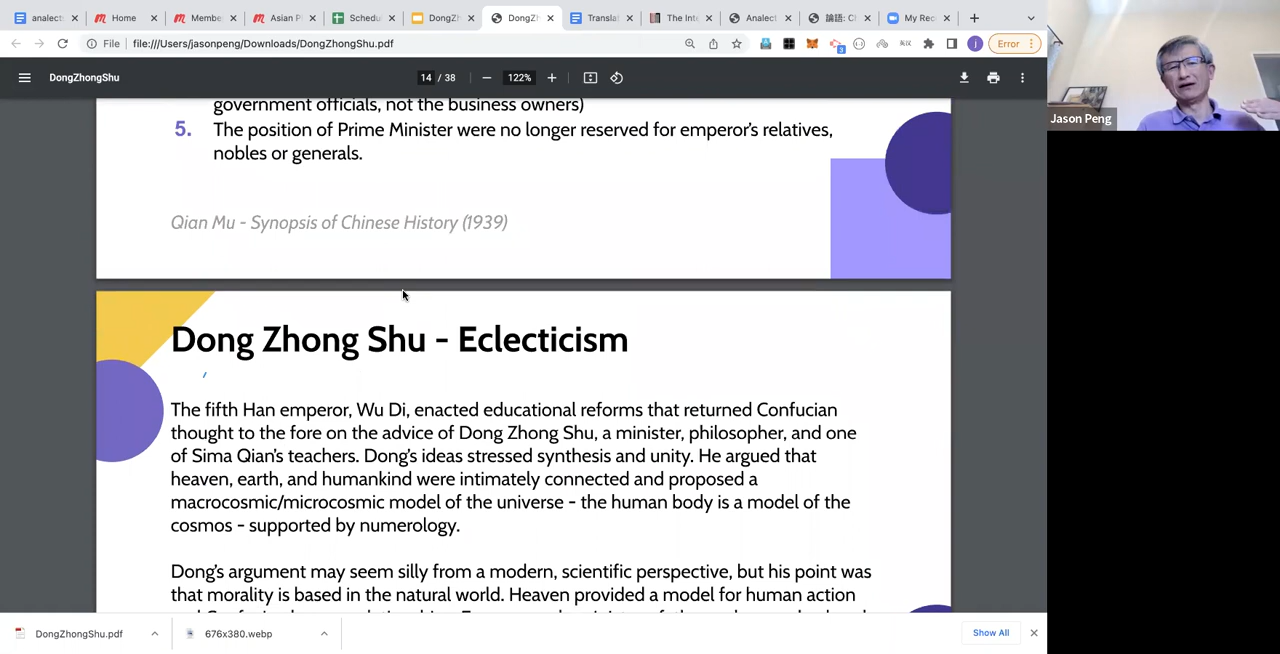 analects
Home
Membe
Asian P
Schedu
DongZh
DongZh
Transla
The Inte
Analect
論語: Cl
My Rec
File
file:///Users/jasonpeng/Downloads/DongZhongShu.pdf
j
Error
DongZhongShu
14 / 38
122%
government officials, not the business owners)
5. The position of Prime Minister were no longer reserved for emperor's relatives,
nobles or generals.
Qian Mu - Synopsis of Chinese History (1939)
Dong Zhong Shu - Eclecticism
The fifth Han emperor, Wu Di, enacted educational reforms that returned Confucian
thought to the fore on the advice of Dong Zhong Shu, a minister, philosopher, and one
of Sima Qian's teachers. Dong's ideas stressed synthesis and unity. He argued that
heaven, earth, and humankind were intimately connected and proposed a
macrocosmic/microcosmic model of the universe - the human body is a model of the
cosmos - supported by numerology.
Dong's argument may seem silly from a modern, scientific perspective, but his point was
that morality is based in the natural world. Heaven provided a model for human action
DongZhongShu.pdf
676x380.webp
Show All
Jason Peng